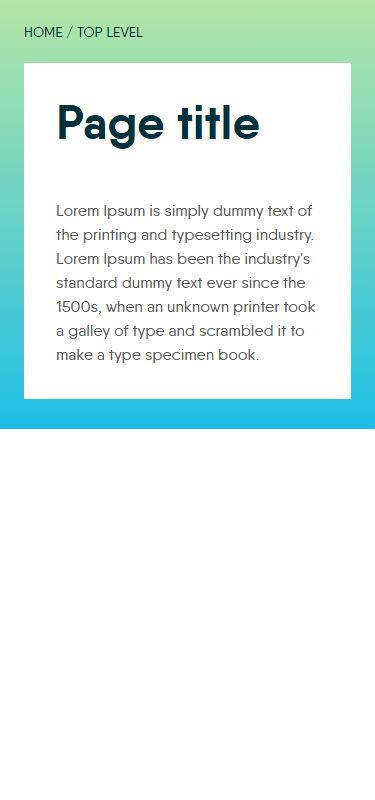 HOME / TOP LEVEL
Page title
Lorem Ipsum is simply dummy text of
the printing and typesetting industry.
Lorem Ipsum has been the industry's
standard dummy text ever since the
1500s, when an unknown printer took
a galley of type and scrambled it to
make a type specimen book.